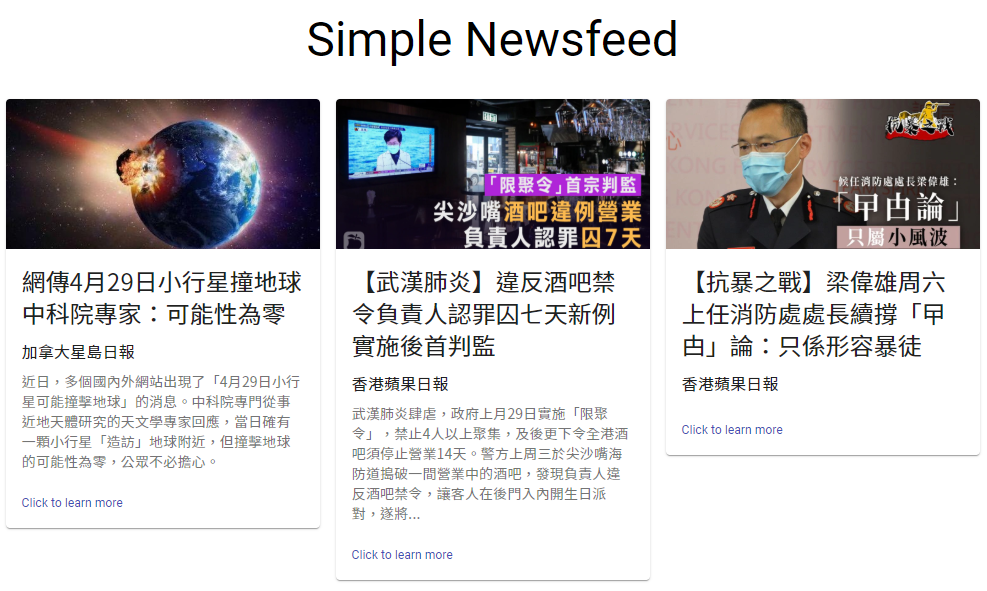 Simple Newsfeed
「限聚令」首宗判監
尖沙嘴酒吧違例營業
負責人認罪囚7天
抗暴之戰
候任消防處處長梁偉雄：
「曱甴論」
只屬小風波
網傳4月29日小行星撞地球
中科院專家：可能性為零
加拿大星島日報
近日，多個國內外網站出現了「4月29日小行
星可能撞擊地球」的消息。中科院專門從事
近地天體研究的天文學專家回應，當日確有
一顆小行星「造訪」地球附近，但撞擊地球
的可能性為零，公眾不必擔心。
Click to learn more
【武漢肺炎】違反酒吧禁
令負責人認罪囚七天新例
實施後首判監
香港蘋果日報
武漢肺炎肆虐，政府上月29日實施「限聚
令」，禁止4人以上聚集，及後更下令全港酒
吧須停止營業14天。警方上周三於尖沙嘴海
防道搗破一間營業中的酒吧，發現負責人違
反酒吧禁令，讓客人在後門入內開生日派
對，遂將...
Click to learn more
【抗暴之戰】梁偉雄周六
上任消防處處長續撐「曱
甴」論：只係形容暴徒
香港蘋果日報
Click to learn more